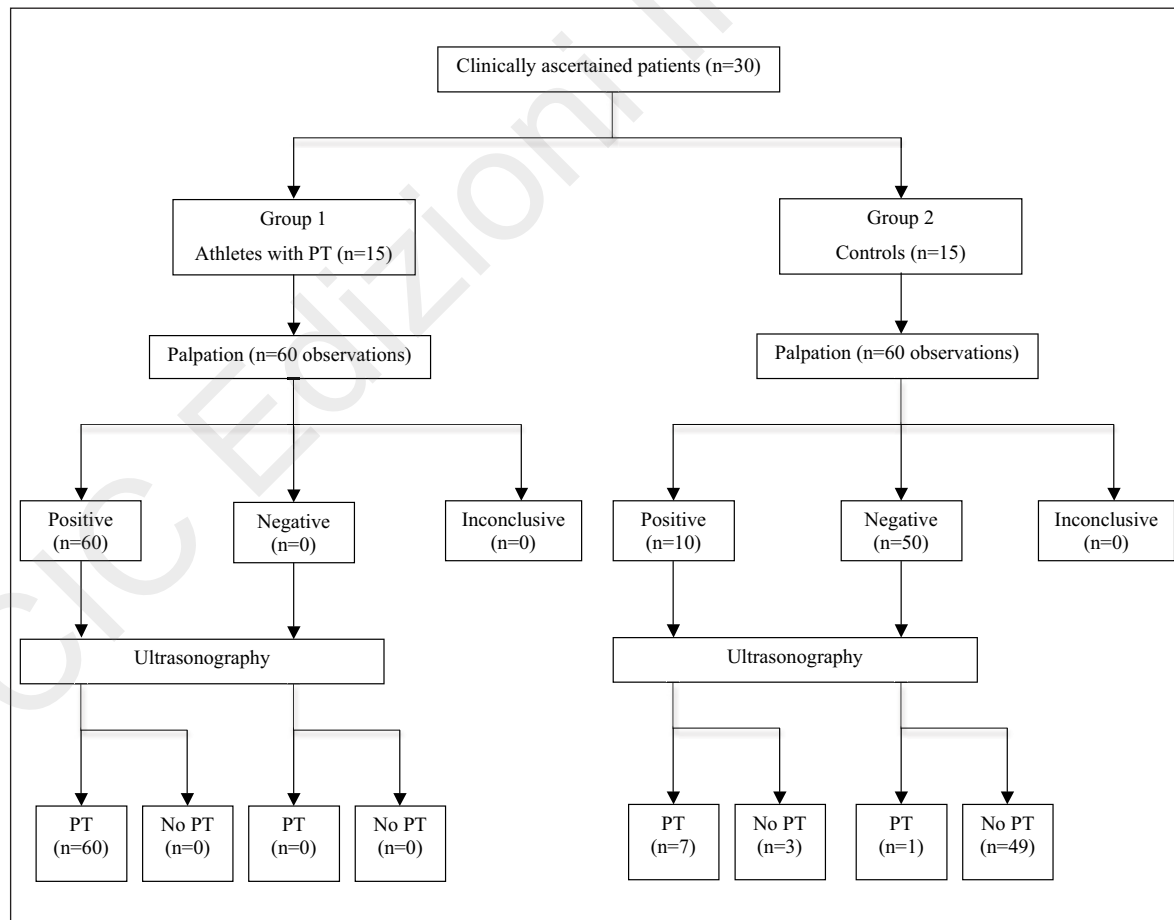 Clinically ascertained patients (n=30)
Group 1
Athletes with PT (n=15)
Group 2
Controls (n=15)
Palpation (n=60 observations)
Palpation (n=60 observations)
Positive
(n=60)
Negative
(n=0)
Inconclusive
(n=0)
Positive
(n=10)
Negative
(n=50)
Inconclusive
(n=0)
Ultrasonography
Ultrasonography
PT
(n=60)
No PT
(n=0)
PT
(n=0)
No PT
(n=0)
PT
(n=7)
No PT
(n=3)
PT
(n=1)
No PT
(n=49)
CIC Edizioni